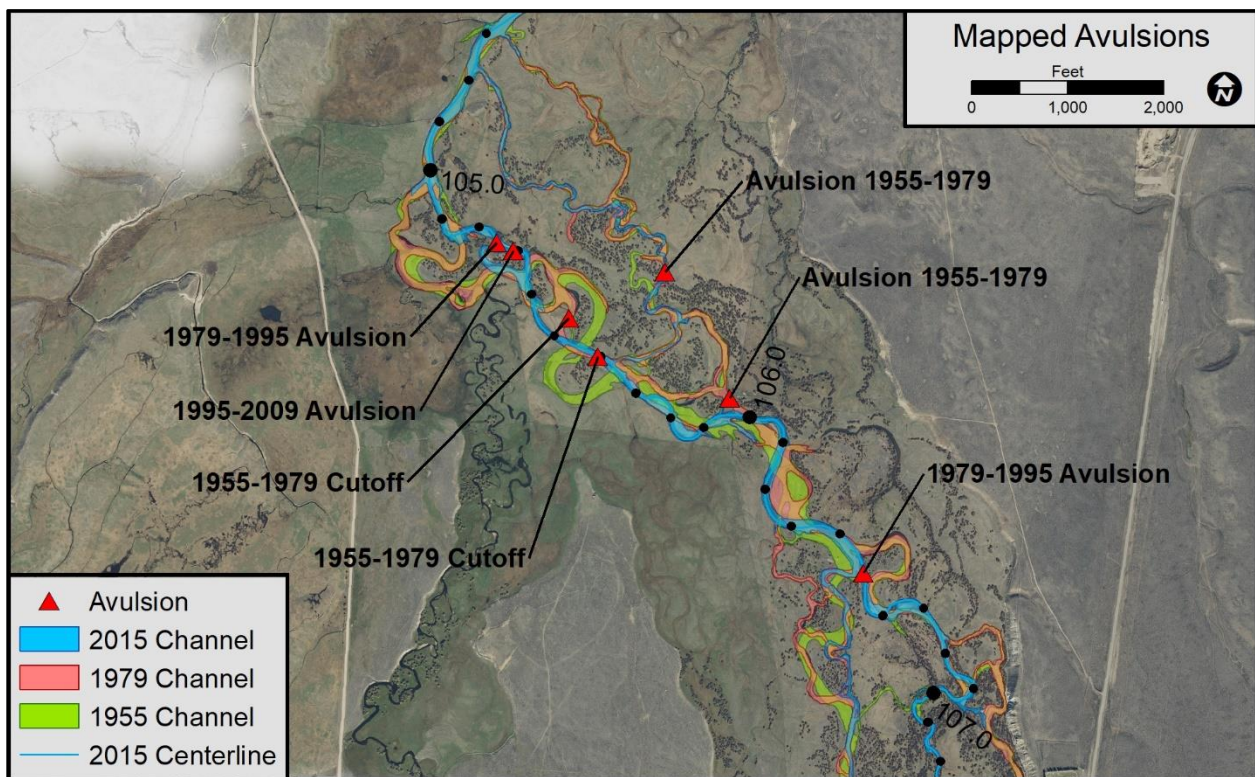 Mapped Avulsions
Feet
0 1,000 2,000
N
105.0
Avulsion 1955-1979
Avulsion 1955-1979
106.0
1979-1995 Avulsion
1995-2009 Avulsion
1955-1979 Cutoff
1955-1979 Cutoff
1979-1995 Avulsion
107.0
Avulsion
2015 Channel
1979 Channel
1955 Channel
2015 Centerline